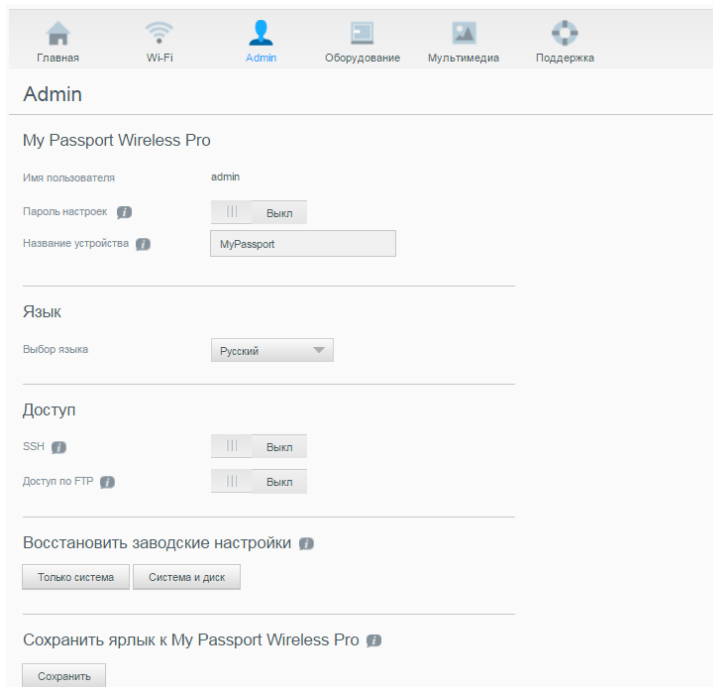 Главная Wi-Fi Admin Оборудование Мультимедиа Поддержка
Admin
My Passport Wireless Pro
Имя пользователя admin
Пароль настроек Выкл
Название устройства MyPassport
Язык
Выбор языка Русский
Доступ
SSH Выкл
Доступ по FTP Выкл
Восстановить заводские настройки
Только система Система и диск
Сохранить ярлык к My Passport Wireless Pro
Сохранить